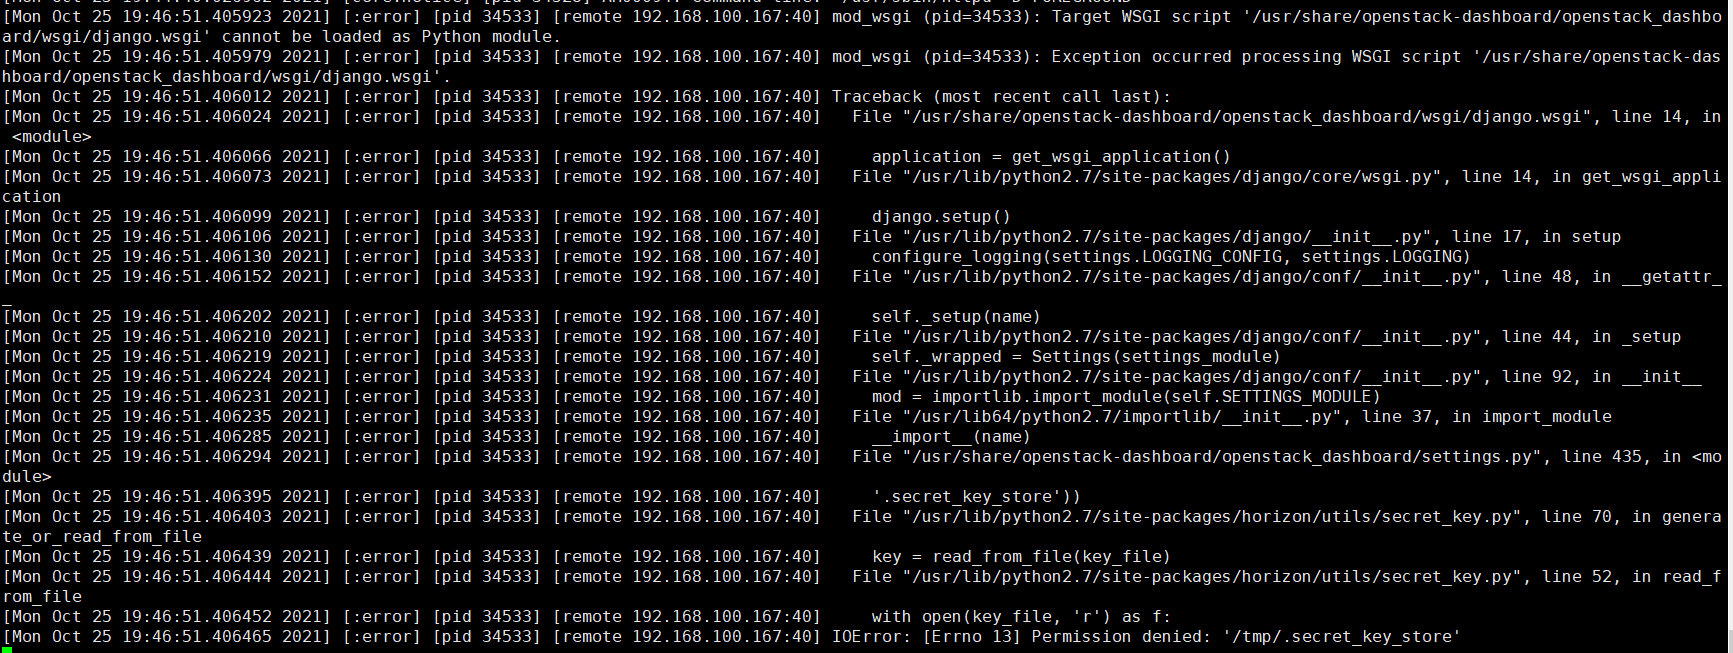 [Mon Oct 25 19:46:51.405923 2021] [:error] [pid 34533] [remote 192.168.100.167:40] mod_wsgi (pid=34533): Target WSGI script '/usr/share/openstack-dashboard/openstack_dashbo
ard/wsgi/django.wsgi' cannot be loaded as Python module.
[Mon Oct 25 19:46:51.405979 2021] [:error] [pid 34533] [remote 192.168.100.167:40] mod_wsgi (pid=34533): Exception occurred processing WSGI script '/usr/share/openstack-das
hboard/openstack_dashboard/wsgi/django.wsgi'.
[Mon Oct 25 19:46:51.406012 2021] [:error] [pid 34533] [remote 192.168.100.167:40] Traceback (most recent call last):
[Mon Oct 25 19:46:51.406024 2021] [:error] [pid 34533] [remote 192.168.100.167:40]   File "/usr/share/openstack-dashboard/openstack_dashboard/wsgi/django.wsgi", line 14, in
 <module>
[Mon Oct 25 19:46:51.406066 2021] [:error] [pid 34533] [remote 192.168.100.167:40]     application = get_wsgi_application()
[Mon Oct 25 19:46:51.406073 2021] [:error] [pid 34533] [remote 192.168.100.167:40]   File "/usr/lib/python2.7/site-packages/django/core/wsgi.py", line 14, in get_wsgi_appli
cation
[Mon Oct 25 19:46:51.406099 2021] [:error] [pid 34533] [remote 192.168.100.167:40]     django.setup()
[Mon Oct 25 19:46:51.406106 2021] [:error] [pid 34533] [remote 192.168.100.167:40]   File "/usr/lib/python2.7/site-packages/django/__init__.py", line 17, in setup
[Mon Oct 25 19:46:51.406130 2021] [:error] [pid 34533] [remote 192.168.100.167:40]     configure_logging(settings.LOGGING_CONFIG, settings.LOGGING)
[Mon Oct 25 19:46:51.406152 2021] [:error] [pid 34533] [remote 192.168.100.167:40]   File "/usr/lib/python2.7/site-packages/django/conf/__init__.py", line 48, in __getattr_
_
[Mon Oct 25 19:46:51.406202 2021] [:error] [pid 34533] [remote 192.168.100.167:40]     self._setup(name)
[Mon Oct 25 19:46:51.406210 2021] [:error] [pid 34533] [remote 192.168.100.167:40]   File "/usr/lib/python2.7/site-packages/django/conf/__init__.py", line 44, in _setup
[Mon Oct 25 19:46:51.406219 2021] [:error] [pid 34533] [remote 192.168.100.167:40]     self._wrapped = Settings(settings_module)
[Mon Oct 25 19:46:51.406224 2021] [:error] [pid 34533] [remote 192.168.100.167:40]   File "/usr/lib/python2.7/site-packages/django/conf/__init__.py", line 92, in __init__
[Mon Oct 25 19:46:51.406231 2021] [:error] [pid 34533] [remote 192.168.100.167:40]     mod = importlib.import_module(self.SETTINGS_MODULE)
[Mon Oct 25 19:46:51.406235 2021] [:error] [pid 34533] [remote 192.168.100.167:40]   File "/usr/lib64/python2.7/importlib/__init__.py", line 37, in import_module
[Mon Oct 25 19:46:51.406285 2021] [:error] [pid 34533] [remote 192.168.100.167:40]     __import__(name)
[Mon Oct 25 19:46:51.406294 2021] [:error] [pid 34533] [remote 192.168.100.167:40]   File "/usr/share/openstack-dashboard/openstack_dashboard/settings.py", line 435, in <mo
dule>
[Mon Oct 25 19:46:51.406395 2021] [:error] [pid 34533] [remote 192.168.100.167:40]     '.secret_key_store'))
[Mon Oct 25 19:46:51.406403 2021] [:error] [pid 34533] [remote 192.168.100.167:40]   File "/usr/lib/python2.7/site-packages/horizon/utils/secret_key.py", line 70, in genera
te_or_read_from_file
[Mon Oct 25 19:46:51.406439 2021] [:error] [pid 34533] [remote 192.168.100.167:40]     key = read_from_file(key_file)
[Mon Oct 25 19:46:51.406444 2021] [:error] [pid 34533] [remote 192.168.100.167:40]   File "/usr/lib/python2.7/site-packages/horizon/utils/secret_key.py", line 52, in read_f
rom_file
[Mon Oct 25 19:46:51.406452 2021] [:error] [pid 34533] [remote 192.168.100.167:40]     with open(key_file, 'r') as f:
[Mon Oct 25 19:46:51.406465 2021] [:error] [pid 34533] [remote 192.168.100.167:40] IOError: [Errno 13] Permission denied: '/tmp/.secret_key_store'